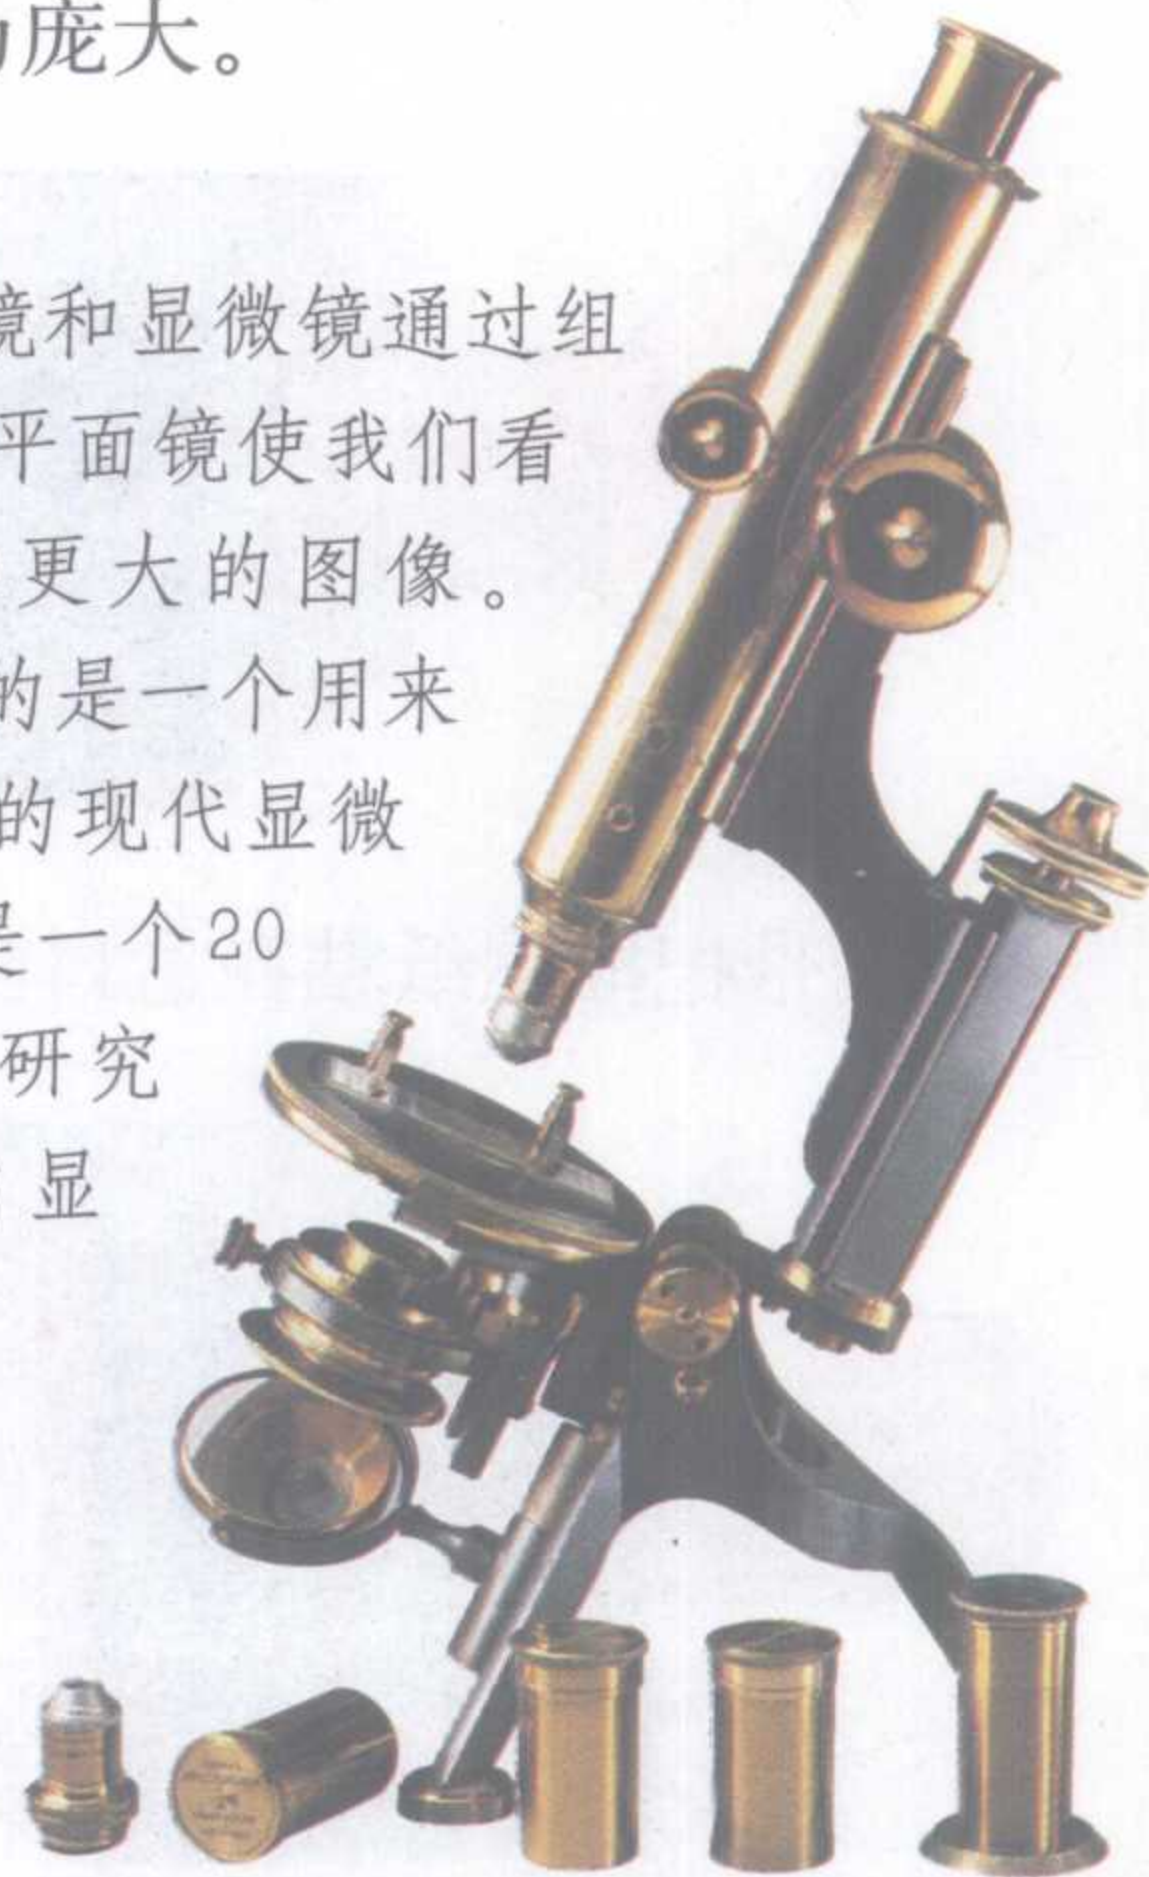 庞大。
镜和显微镜通过组
平面镜使我们看
更大的图像。
的是一个用来
的现代显微
是一个20
研究
显